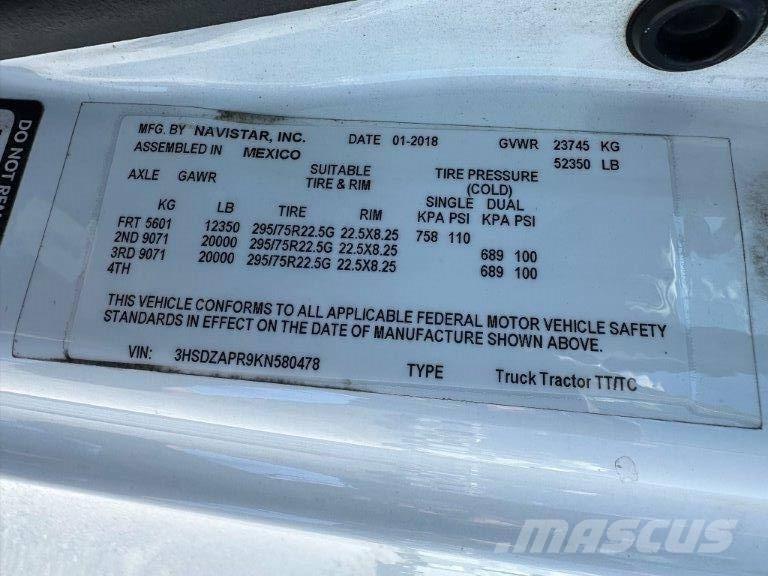 MFG. BY NAVISTAR, INC. DATE 01-2018 GVWR 23745 KG
ASSEMBLED IN MEXICO 52350 LB
AXLE GAWR SUITABLE TIRE PRESSURE
TIRE & RIM (COLD)
SINGLE DUAL
KG LB TIRE RIM KPA PSI KPA PSI
FRT 5601 12350 295/75R22.5G 22.5X8.25 758 110
2ND 9071 20000 295/75R22.5G 22.5X8.25 689 100
3RD 9071 20000 295/75R22.5G 22.5X8.25 689 100
4TH
THIS VEHICLE CONFORMS TO ALL APPLICABLE FEDERAL MOTOR VEHICLE SAFETY
STANDARDS IN EFFECT ON THE DATE OF MANUFACTURE SHOWN ABOVE.
VIN: 3HSDZAPR9KN580478 TYPE Truck Tractor TT/TC
DO NOT
MASCUS